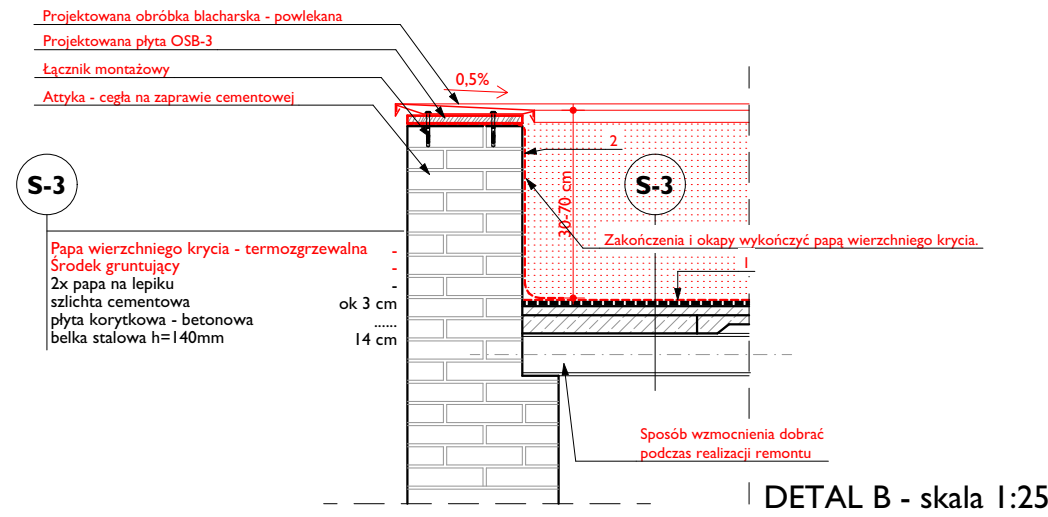 Projektowana obróbka blacharska - powlekana
Projektowana płyta OSB-3
Łącznik montażowy
Attyka - cegła na zaprawie cementowej
0,5%
2
S-3
S-3
30-70 cm
Papa wierzchniego krycia - termozgrzewalna -
Środek gruntujący -
2x papa na lepiku -
szlichta cementowa ok 3 cm
płyta korytkowa - betonowa ......
belka stalowa h=140mm 14 cm
Zakończenia i okapy wykończyć papą wierzchniego krycia.
1
Sposób wzmocnienia dobrać
podczas realizacji remontu
DETAL B - skala 1:25